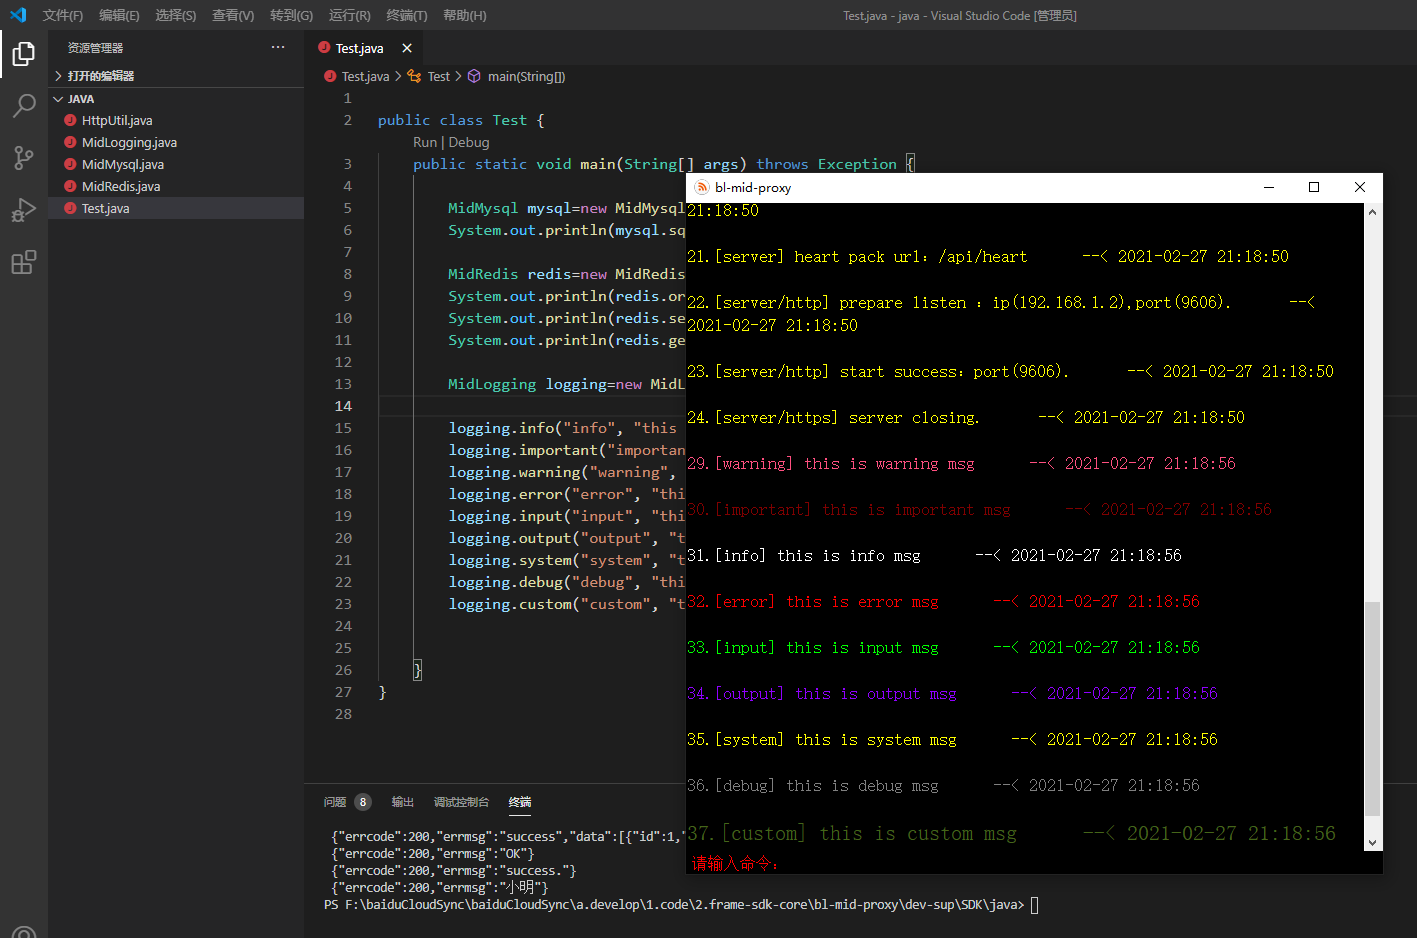 文件(F) 编辑(E) 选择(S) 查看(V) 转到(G) 运行(R) 终端(T) 帮助(H) Test.java - java - Visual Studio Code [管理员]
资源管理器 ···
打开的编辑器
JAVA
HttpUtil.java
MidLogging.java
MidMysql.java
MidRedis.java
Test.java
Test.java
Test.java > Test > main(String[])
1
2 public class Test {
Run | Debug
3 public static void main(String[] args) throws Exception {
4
5 MidMysql mysql=new MidMysql
6 System.out.println(mysql.sq
7
8 MidRedis redis=new MidRedis
9 System.out.println(redis.or
10 System.out.println(redis.se
11 System.out.println(redis.ge
12
13 MidLogging logging=new MidL
14
15 logging.info("info", "this
16 logging.important("importan
17 logging.warning("warning",
18 logging.error("error", "thi
19 logging.input("input", "thi
20 logging.output("output", "t
21 logging.system("system", "t
22 logging.debug("debug", "thi
23 logging.custom("custom", "t
24
25
26 }
27 }
28
bl-mid-proxy
21:18:50
21.[server] heart pack url：/api/heart --< 2021-02-27 21:18:50
22.[server/http] prepare listen ：ip(192.168.1.2),port(9606). --<
2021-02-27 21:18:50
23.[server/http] start success：port(9606). --< 2021-02-27 21:18:50
24.[server/https] server closing. --< 2021-02-27 21:18:50
29.[warning] this is warning msg --< 2021-02-27 21:18:56
30.[important] this is important msg --< 2021-02-27 21:18:56
31.[info] this is info msg --< 2021-02-27 21:18:56
32.[error] this is error msg --< 2021-02-27 21:18:56
33.[input] this is input msg --< 2021-02-27 21:18:56
34.[output] this is output msg --< 2021-02-27 21:18:56
35.[system] this is system msg --< 2021-02-27 21:18:56
36.[debug] this is debug msg --< 2021-02-27 21:18:56
37.[custom] this is custom msg --< 2021-02-27 21:18:56
请输入命令：
问题 8 输出 调试控制台 终端
{"errcode":200,"errmsg":"success","data":[{"id":1,"
{"errcode":200,"errmsg":"OK"}
{"errcode":200,"errmsg":"success."}
{"errcode":200,"errmsg":"小明"}
PS F:\baiduCloudSync\baiduCloudSync\a.develop\1.code\2.frame-sdk-core\bl-mid-proxy\dev-sup\SDK\java>